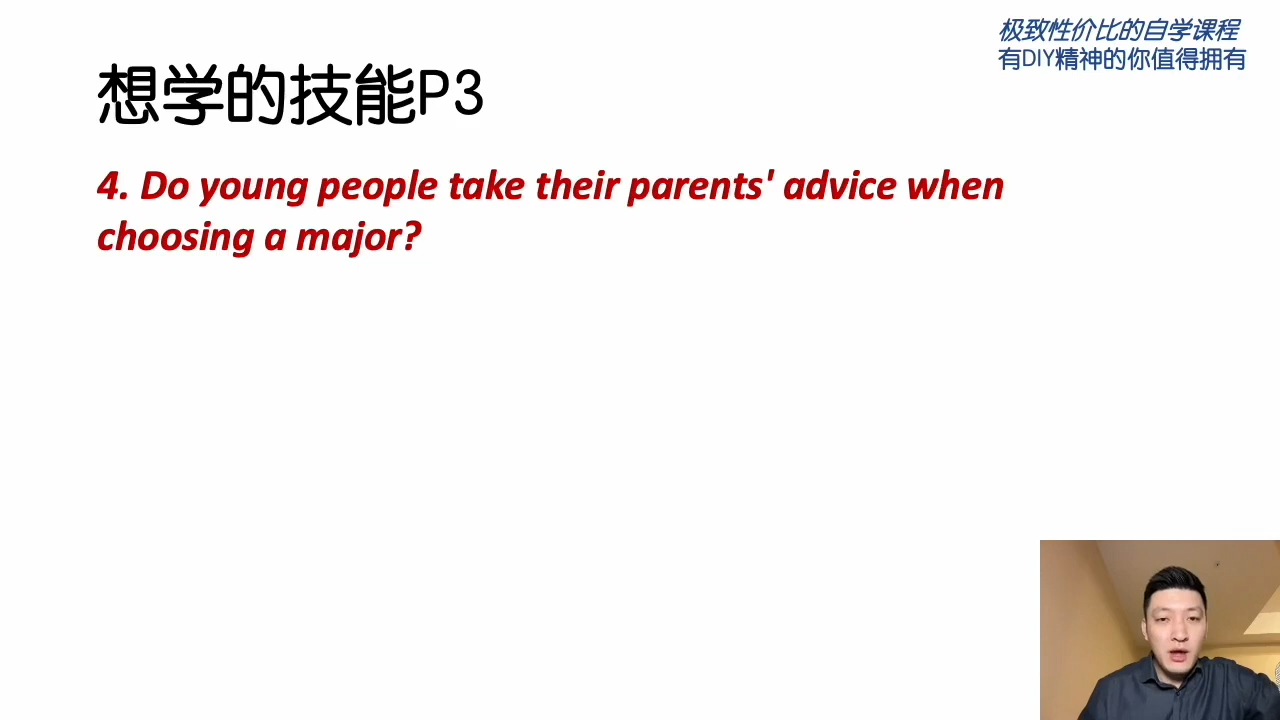 极致性价比的自学课程
有DIY精神的你值得拥有
想学的技能P3
4. Do young people take their parents' advice when
choosing a major?